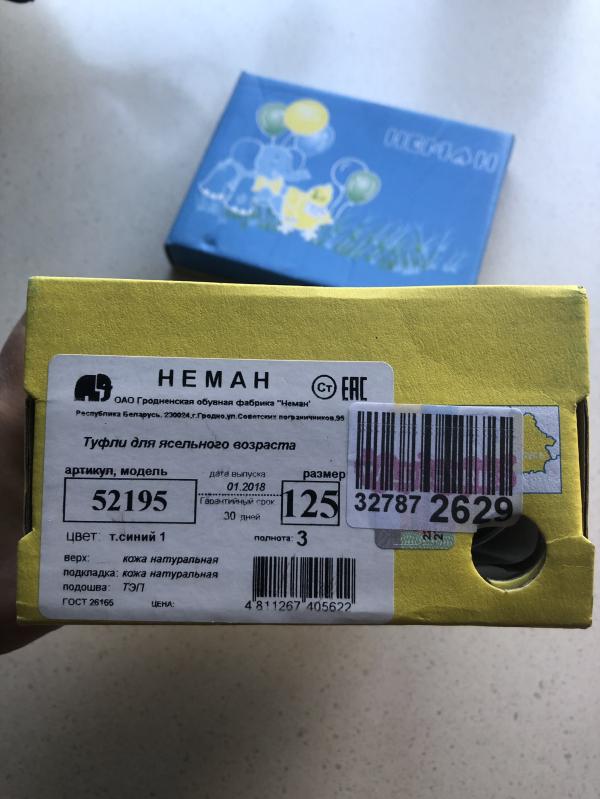 НЕМАН
НЕМАН
Ст ЕАС
ОАО Гродненская обувная фабрика "Неман"
Республика Беларусь, 230024,г.Гродно,ул.Советских пограничников,95
Туфли для ясельного возраста
артикул, модель
52195
дата выпуска
01.2018
Гарантийный срок
30 дней
размер
125
цвет: т.синий 1
полнота: 3
верх: кожа натуральная
подкладка: кожа натуральная
подошва: ТЭП
ГОСТ 26165 ЦЕНА:
4 811267 405622
32787 2629